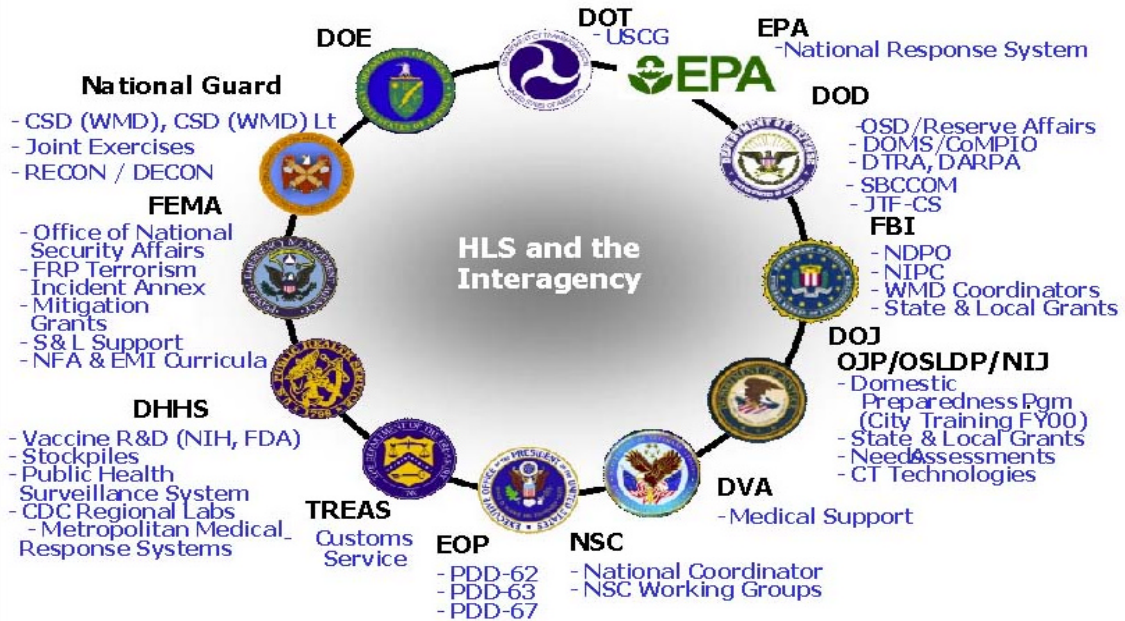 DOT
- USCG
EPA
-National Response System
EPA
DOE
National Guard
- CSD (WMD), CSD (WMD) Lt
- Joint Exercises
- RECON / DECON
DOD
-OSD/Reserve Affairs
- DOMS/CoMPIO
- DTRA, DARPA
- SBCCOM
- JTF-CS
FEMA
- Office of National
Security Affairs
- FRP Terrorism
Incident Annex
- Mitigation
Grants
- S& L Support
- NFA & EMI Curricula
HLS and the
Interagency
FBI
- NDPO
- NIPC
- WMD Coordinators
- State & Local Grants
DOJ
OJP/OSLDP/NIJ
- Domestic
Preparedness Pgm
(City Training FY00)
- State & Local Grants
- Needs Assessments
- CT Technologies
DHHS
- Vaccine R&D (NIH, FDA)
- Stockpiles
- Public Health
Surveillance System
- CDC Regional Labs
- Metropolitan Medical
Response Systems
TREAS
Customs
Service
EOP
- PDD-62
- PDD-63
- PDD-67
NSC
- National Coordinator
- NSC Working Groups
DVA
- Medical Support